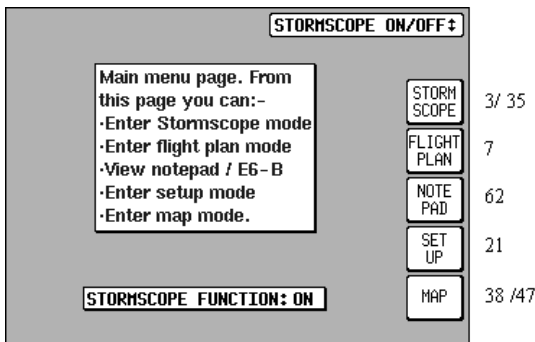 STORMSCOPE ON/OFF↕
Main menu page. From
this page you can:-
·Enter Stormscope mode
·Enter flight plan mode
·View notepad / E6-B
·Enter setup mode
·Enter map mode.
STORM
SCOPE
3/ 35
FLIGHT
PLAN
7
NOTE
PAD
62
SET
UP
21
MAP
38 /47
STORMSCOPE FUNCTION: ON